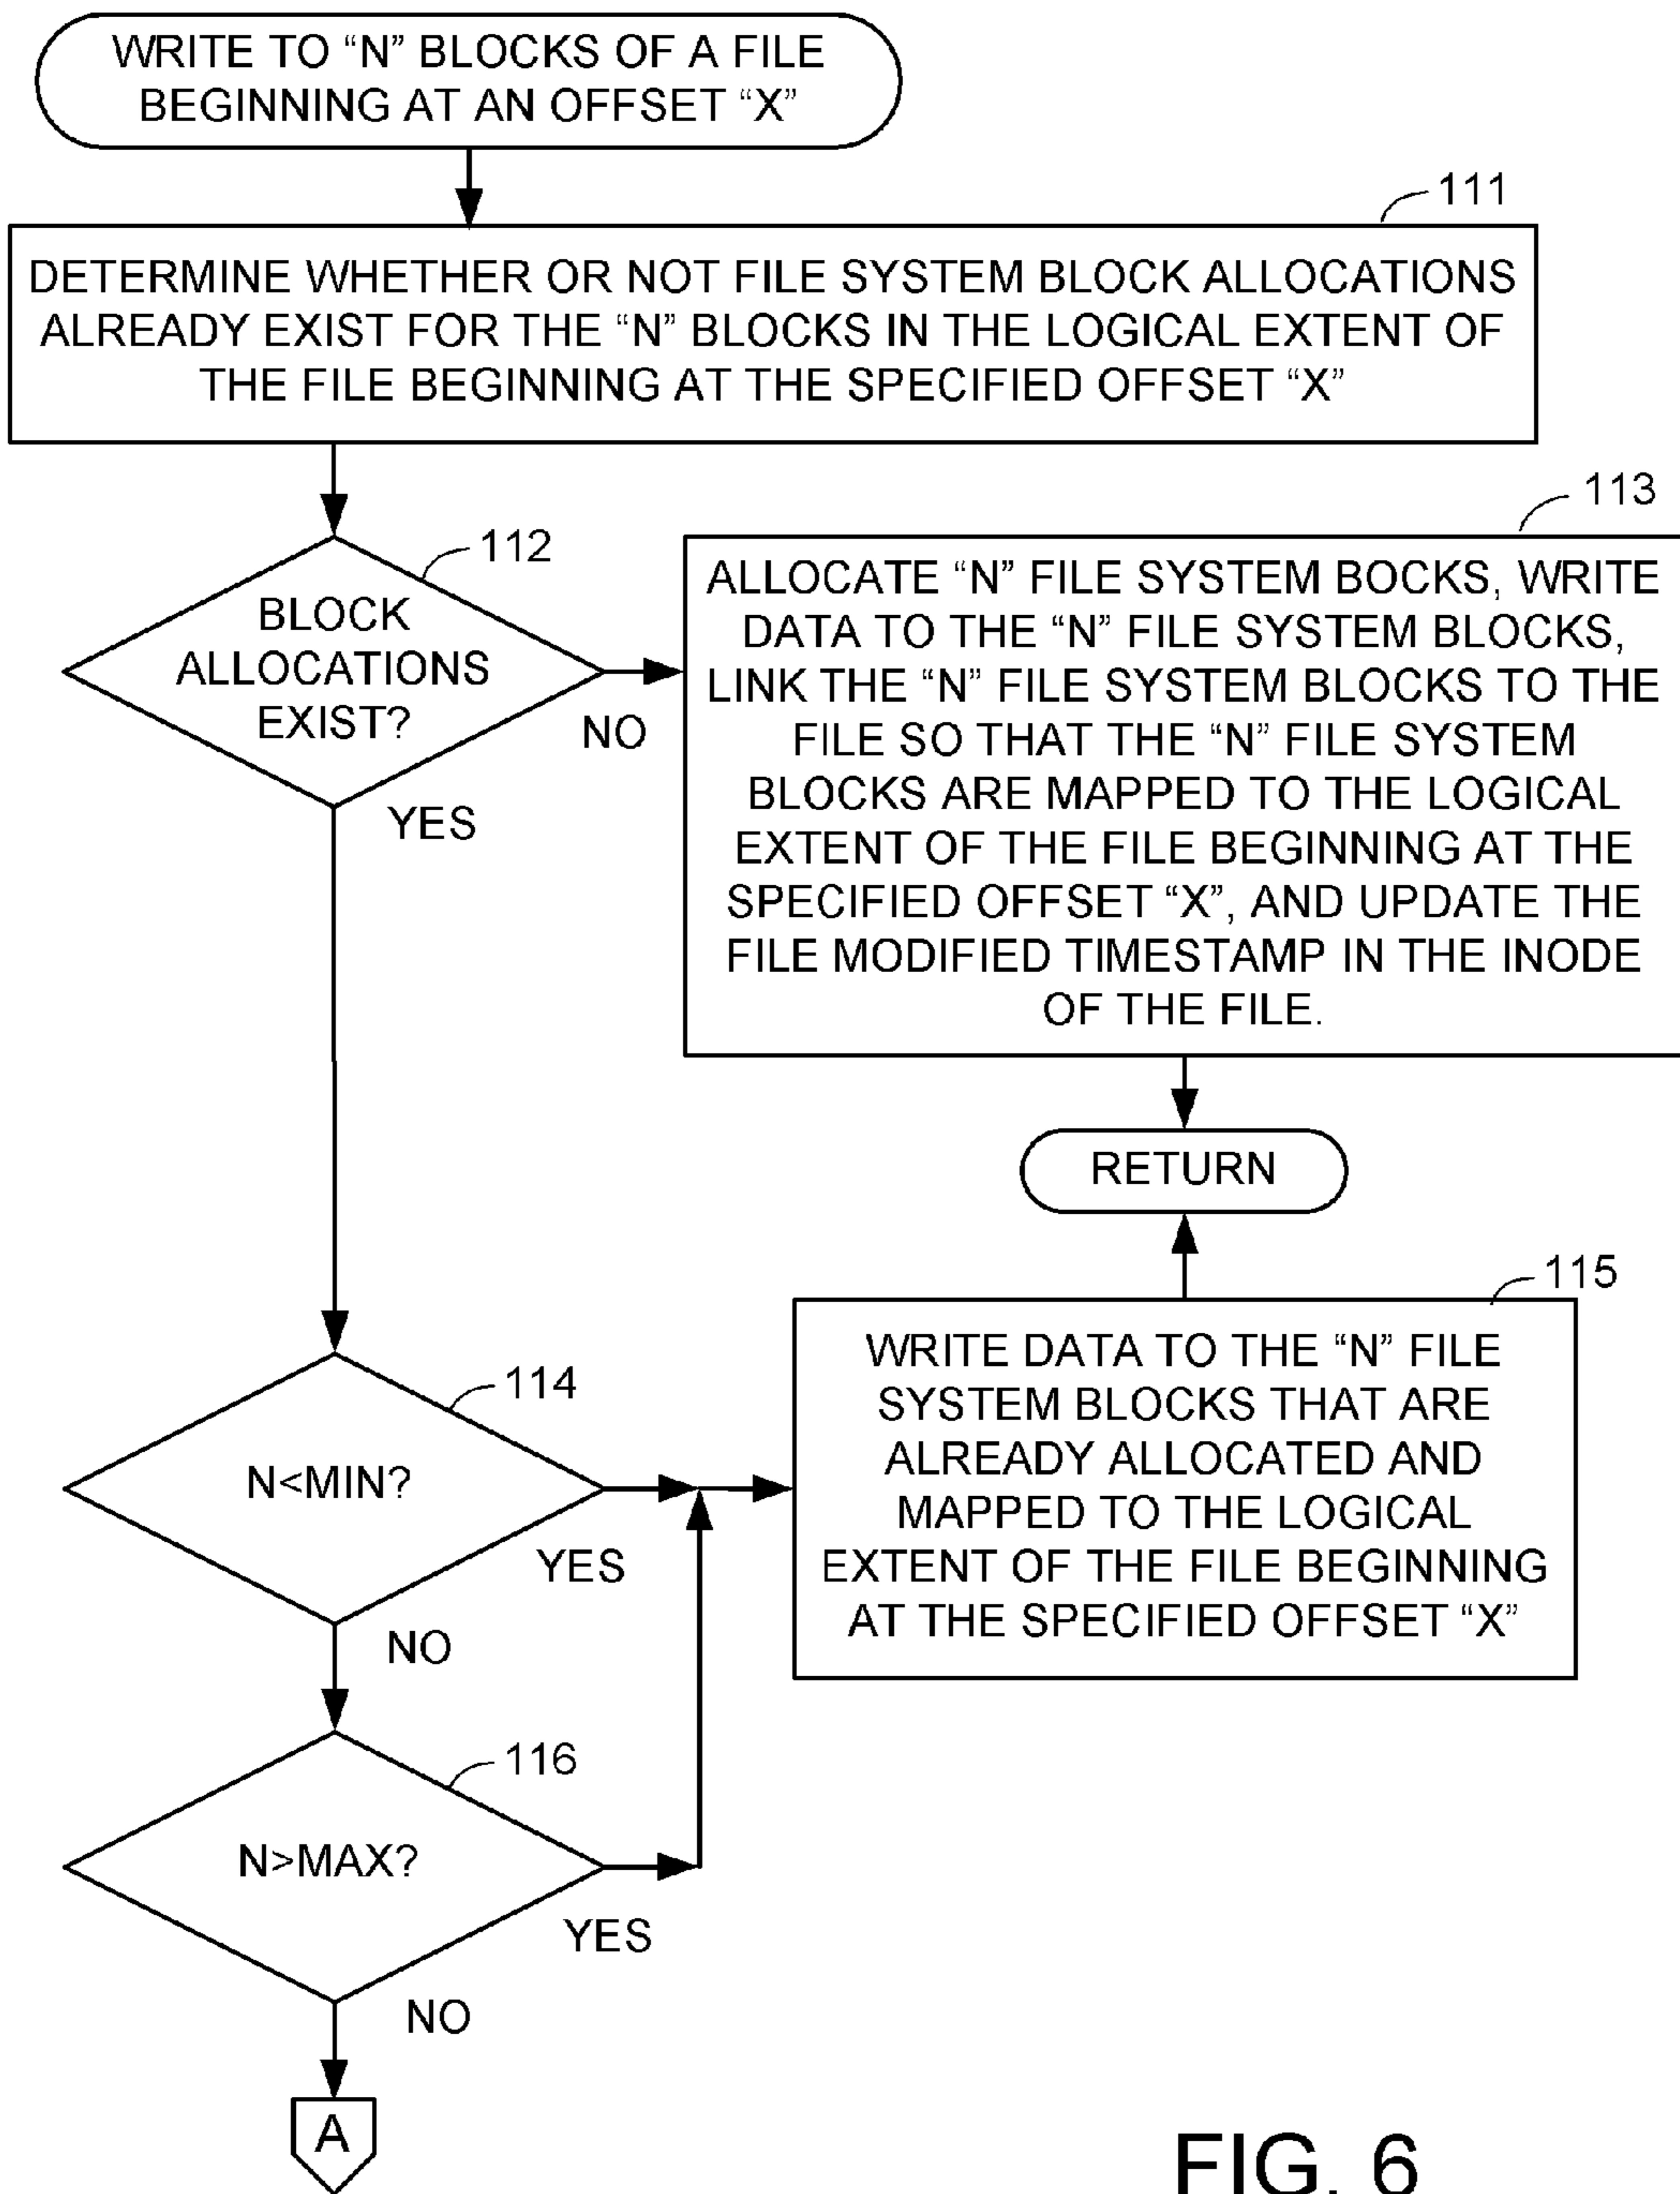 WRITE TO “N” BLOCKS OF A FILE
BEGINNING AT AN OFFSET “X”
111
DETERMINE WHETHER OR NOT FILE SYSTEM BLOCK ALLOCATIONS
ALREADY EXIST FOR THE “N” BLOCKS IN THE LOGICAL EXTENT OF
THE FILE BEGINNING AT THE SPECIFIED OFFSET “X”
112
BLOCK
ALLOCATIONS
EXIST?
NO
YES
113
ALLOCATE “N” FILE SYSTEM BOCKS, WRITE
DATA TO THE “N” FILE SYSTEM BLOCKS,
LINK THE “N” FILE SYSTEM BLOCKS TO THE
FILE SO THAT THE “N” FILE SYSTEM
BLOCKS ARE MAPPED TO THE LOGICAL
EXTENT OF THE FILE BEGINNING AT THE
SPECIFIED OFFSET “X”, AND UPDATE THE
FILE MODIFIED TIMESTAMP IN THE INODE
OF THE FILE.
RETURN
114
N<MIN?
YES
NO
115
WRITE DATA TO THE “N” FILE
SYSTEM BLOCKS THAT ARE
ALREADY ALLOCATED AND
MAPPED TO THE LOGICAL
EXTENT OF THE FILE BEGINNING
AT THE SPECIFIED OFFSET “X”
116
N>MAX?
YES
NO
A
FIG. 6